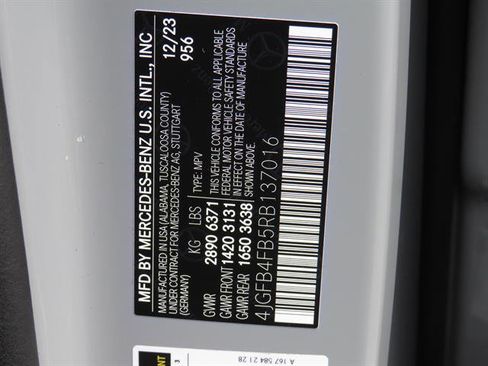 MFD BY MERCEDES-BENZ U.S. INTL., INC
MANUFACTURED IN USA (ALABAMA, TUSCALOOSA COUNTY)
UNDER CONTRACT FOR MERCEDES-BENZ AG, STUTTGART
(GERMANY)
12/23
956
KG LBS TYPE: MPV
GVWR 2890 6371
GAWR FRONT 1420 3131
GAWR REAR 1650 3638
THIS VEHICLE CONFORMS TO ALL APPLICABLE
FEDERAL MOTOR VEHICLE SAFETY STANDARDS
IN EFFECT ON THE DATE OF MANUFACTURE
SHOWN ABOVE.
4JGFB4FB5RB137016
A 167 584 21 28